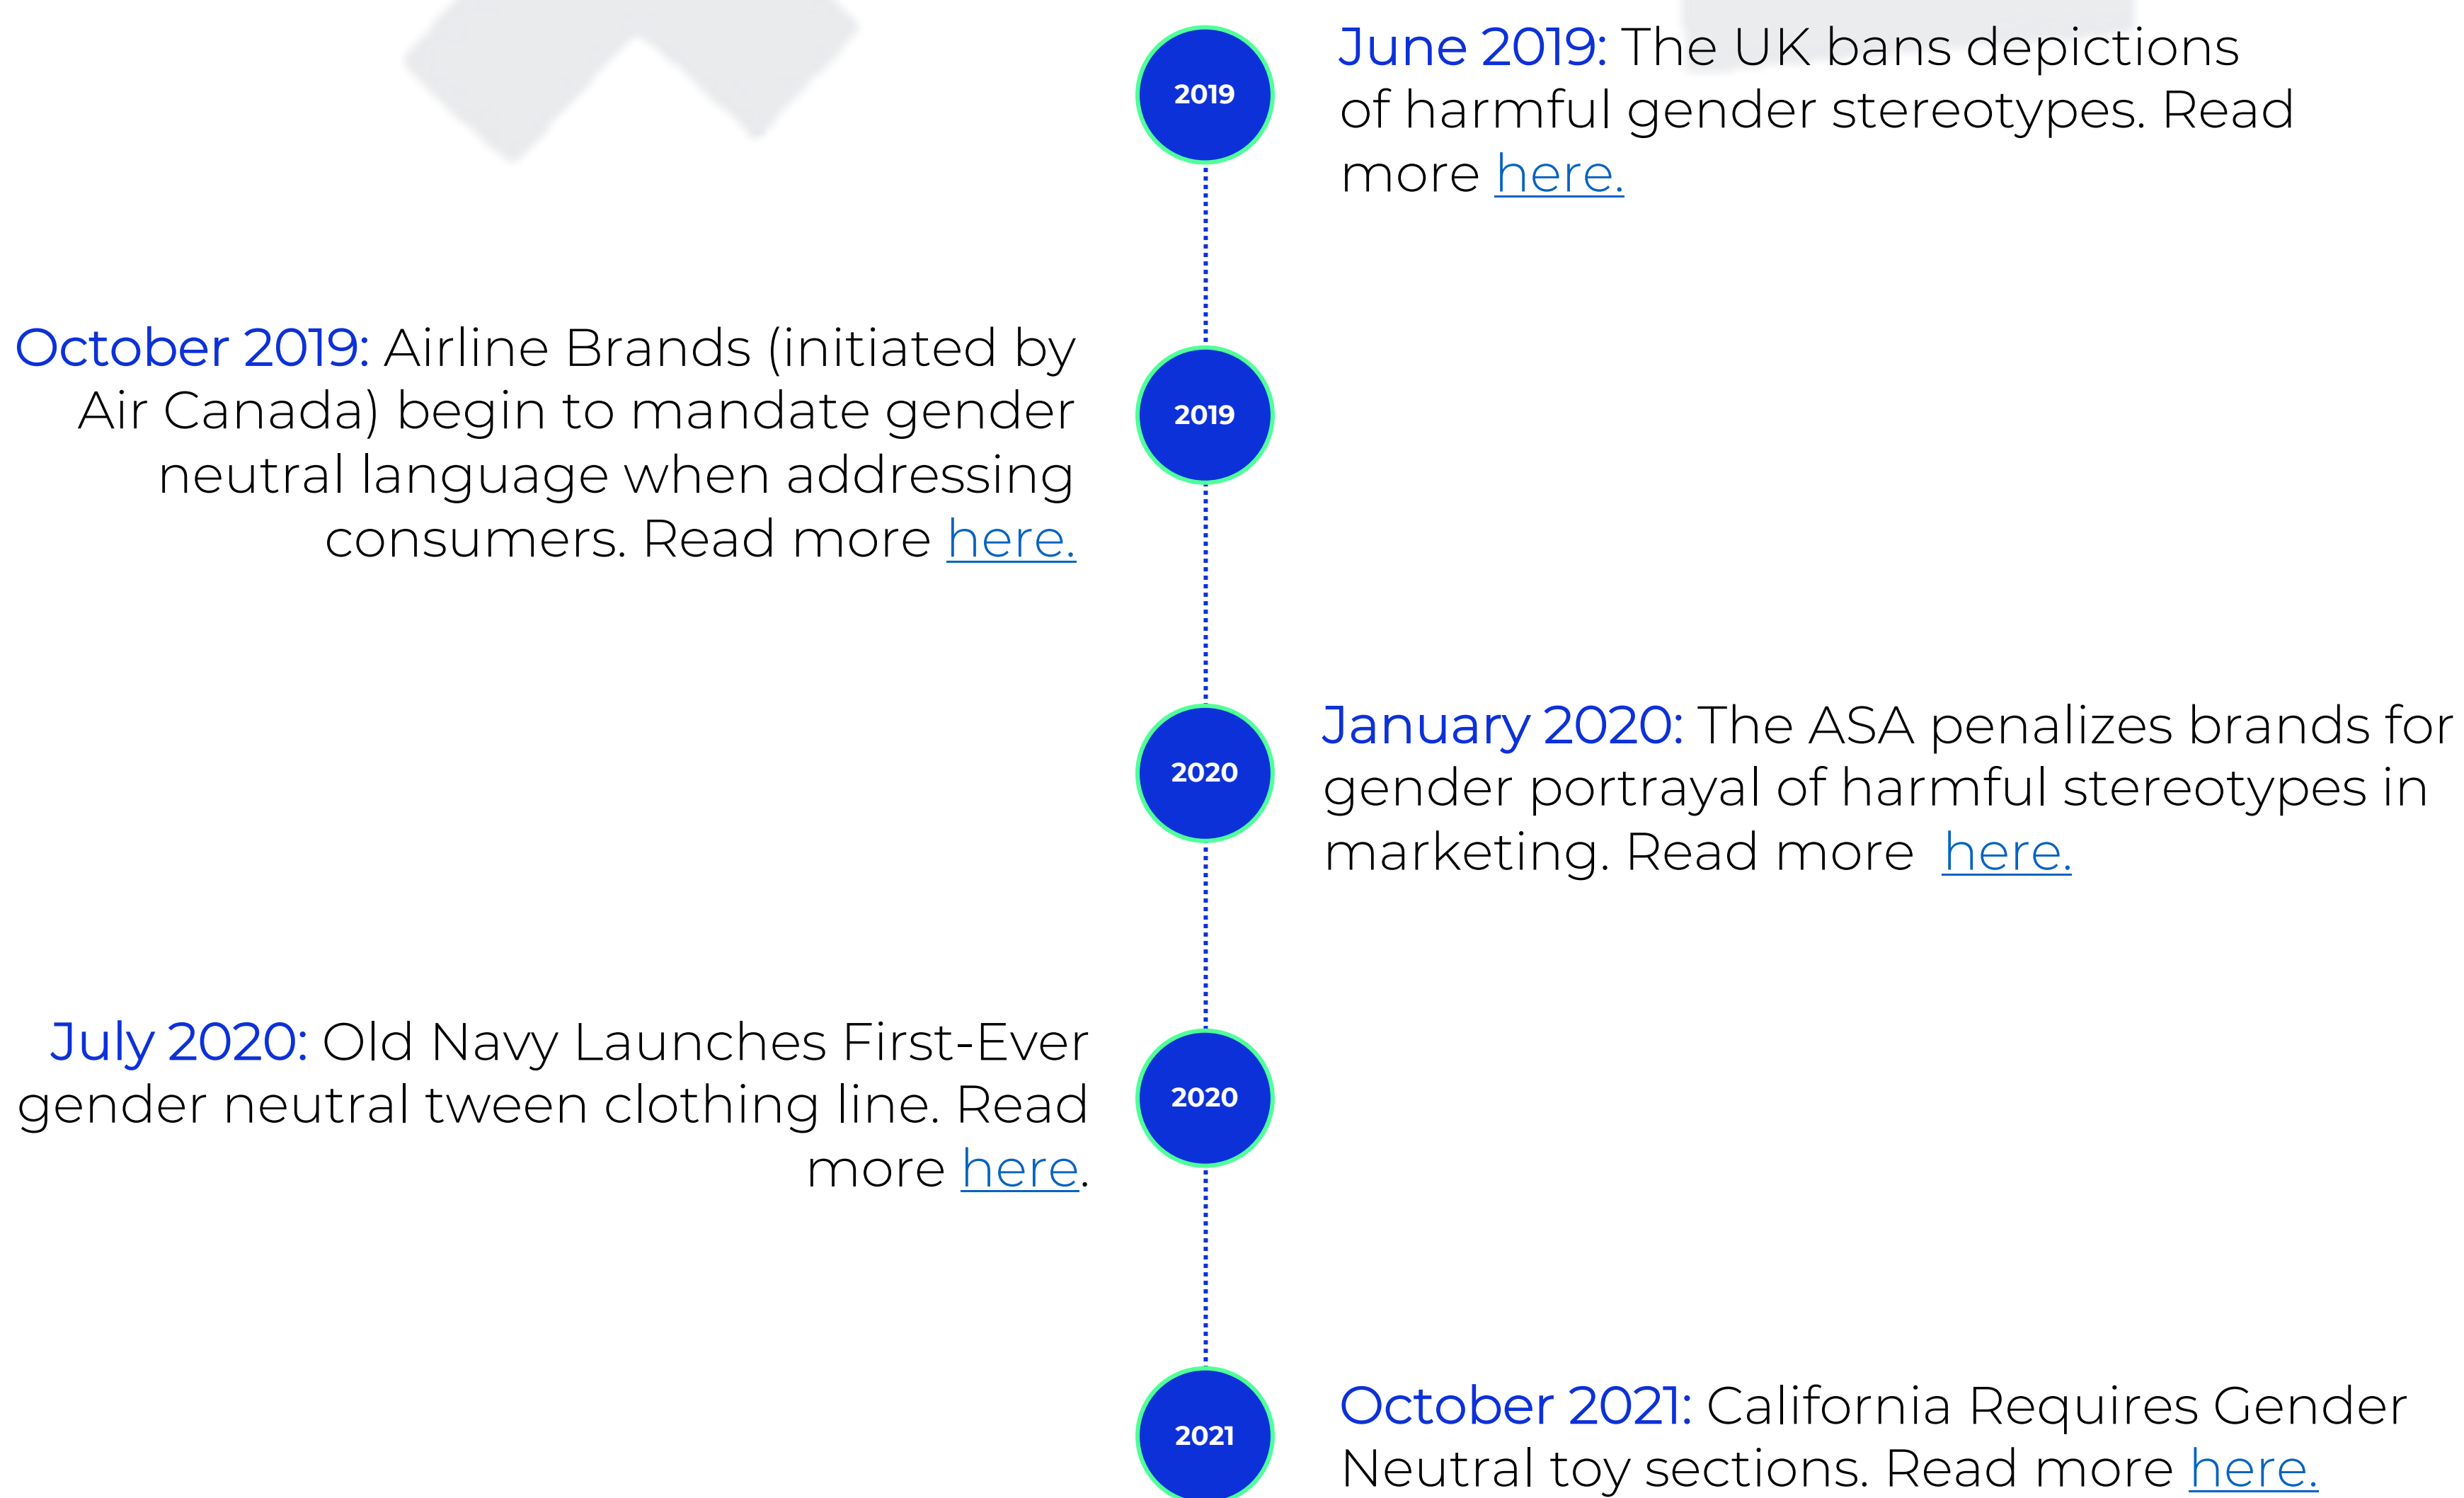 2019
June 2019: The UK bans depictions
of harmful gender stereotypes. Read
more here.
October 2019: Airline Brands (initiated by
Air Canada) begin to mandate gender
neutral language when addressing
consumers. Read more here.
2019
2020
January 2020: The ASA penalizes brands for
gender portrayal of harmful stereotypes in
marketing. Read more here.
July 2020: Old Navy Launches First-Ever
gender neutral tween clothing line. Read
more here.
2020
2021
October 2021: California Requires Gender
Neutral toy sections. Read more here.